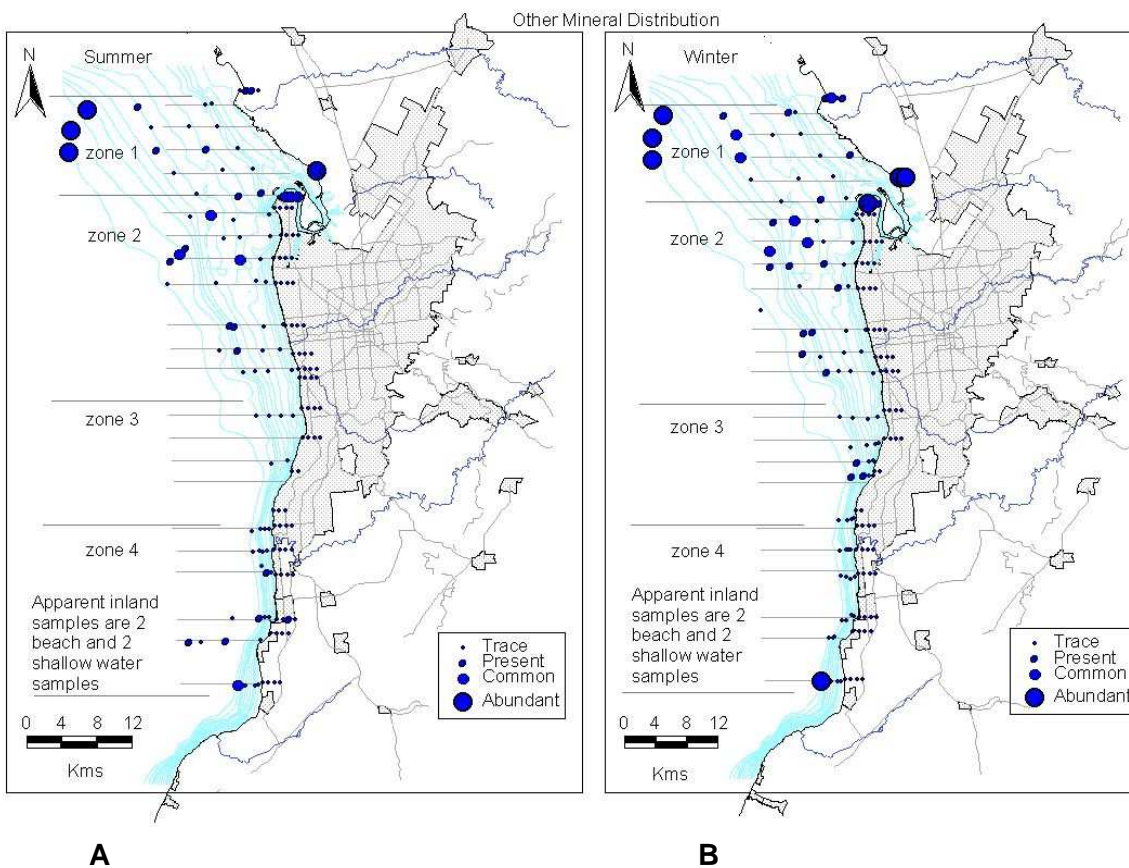 Other Mineral Distribution
N
Summer
zone 1
zone 2
zone 3
zone 4
Apparent inland
samples are 2
beach and 2
shallow water
samples
Trace
Present
Common
Abundant
0 4 8 12
Kms
A
N
Winter
zone 1
zone 2
zone 3
zone 4
Apparent inland
samples are 2
beach and 2
shallow water
samples
Trace
Present
Common
Abundant
0 4 8 12
Kms
B